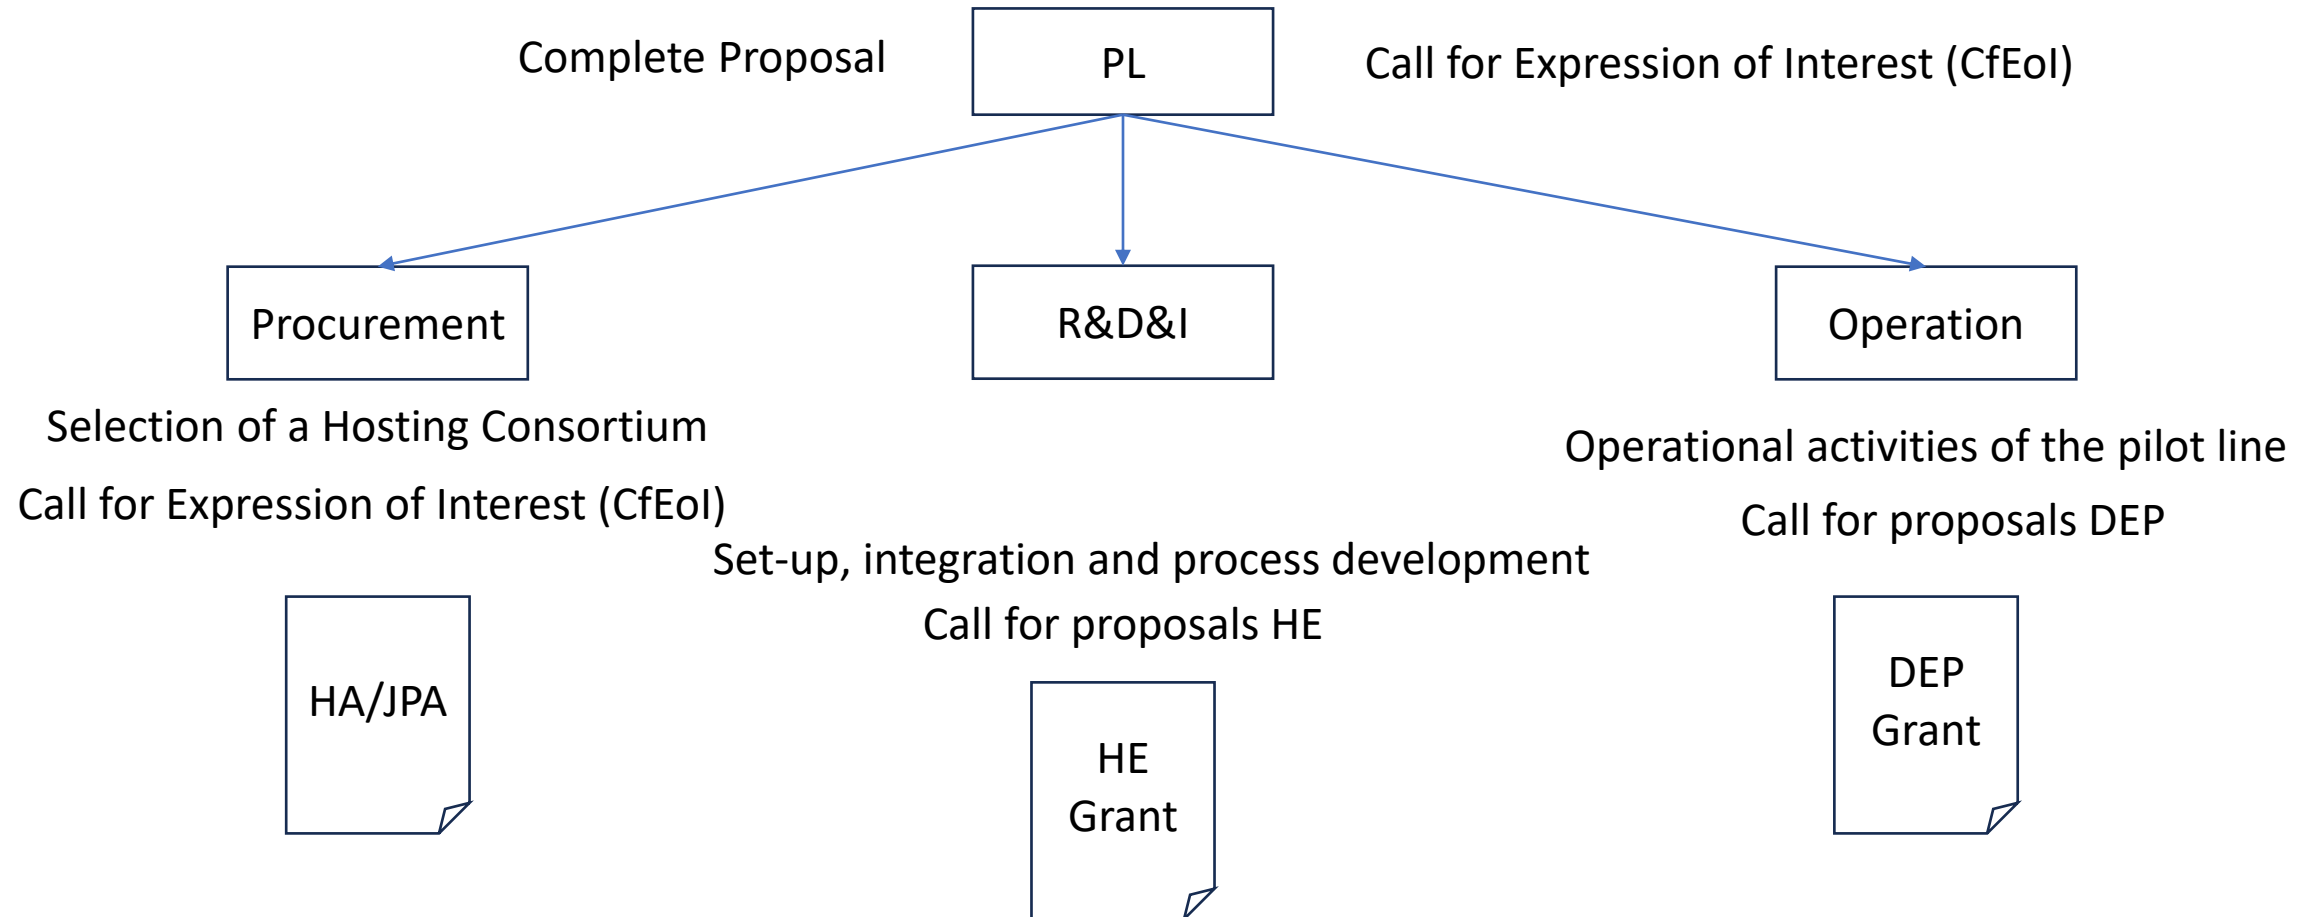 Complete Proposal
PL
Call for Expression of Interest (CfEoI)
Procurement
R&D&I
Operation
Selection of a Hosting Consortium
Call for Expression of Interest (CfEoI)
Operational activities of the pilot line
Call for proposals DEP
Set-up, integration and process development
Call for proposals HE
HA/JPA
HE
Grant
DEP
Grant